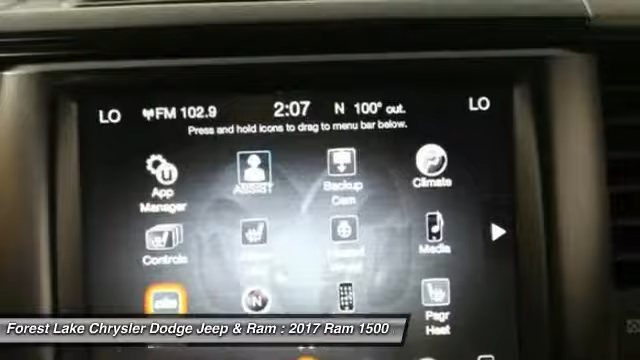 LO FM 102.9 2:07 N 100° out. LO
Press and hold icons to drag to menu bar below.
App Manager
ASSIST
Backup Cam
Climate
Controls
Media
N
Psgr Heat
Forest Lake Chrysler Dodge Jeep & Ram : 2017 Ram 1500